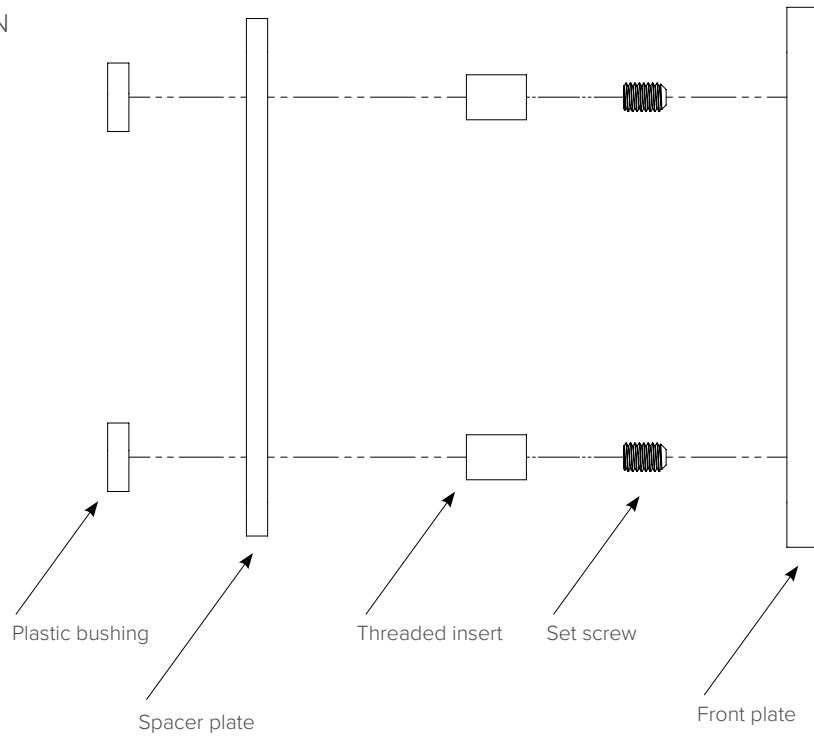 N
Plastic bushing
Threaded insert
Set screw
Spacer plate
Front plate